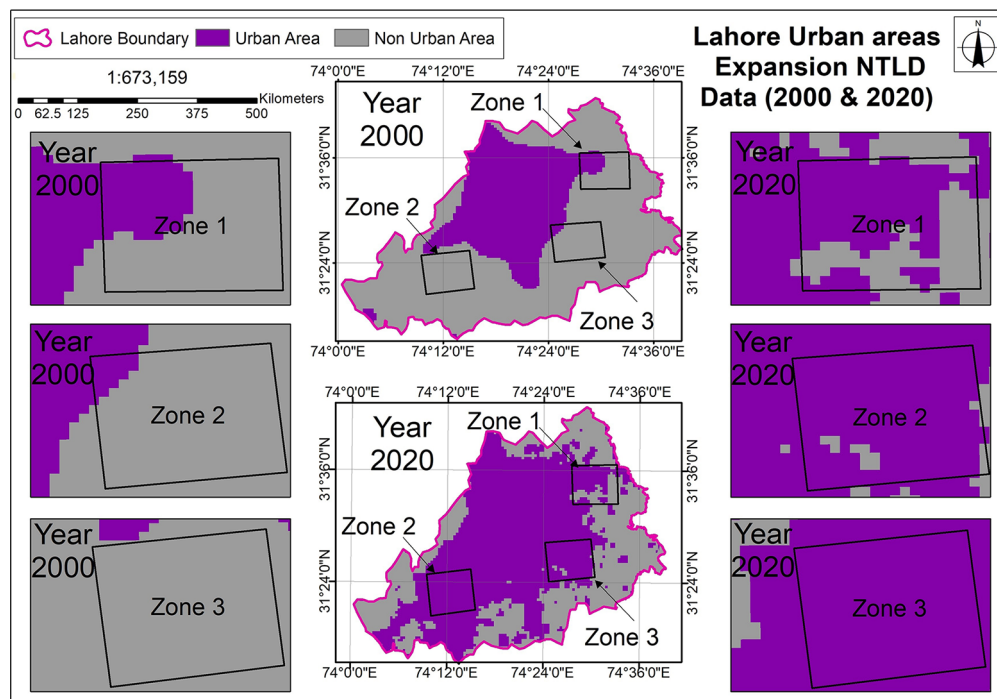 Lahore Boundary
Urban Area
Non Urban Area
Lahore Urban areas
Expansion NTLD
Data (2000 & 2020)
N
1:673,159
Kilometers
0 62.5 125 250 375 500
74°0'0"E 74°12'0"E 74°24'0"E 74°36'0"E
Year
2000
Zone 1
Zone 2
Zone 3
31°36'0"N
31°24'0"N
31°36'0"N
31°24'0"N
74°0'0"E 74°12'0"E 74°24'0"E 74°36'0"E
Year
2000
Zone 1
Year
2020
Zone 1
Year
2000
Zone 2
Year
2020
Zone 2
74°0'0"E 74°12'0"E 74°24'0"E 74°36'0"E
Year
2020
Zone 1
Zone 2
Zone 3
31°36'0"N
31°24'0"N
31°36'0"N
31°24'0"N
74°0'0"E 74°12'0"E 74°24'0"E 74°36'0"E
Year
2000
Zone 3
Year
2020
Zone 3